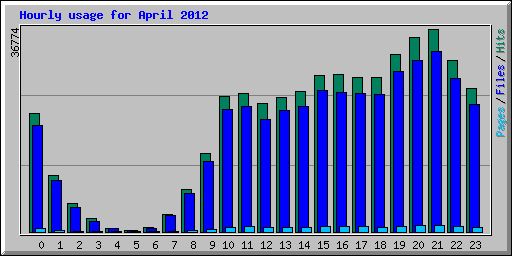 Hourly usage for April 2012
36774
Pages/Files/Hits
0 1 2 3 4 5 6 7 8 9 10 11 12 13 14 15 16 17 18 19 20 21 22 23